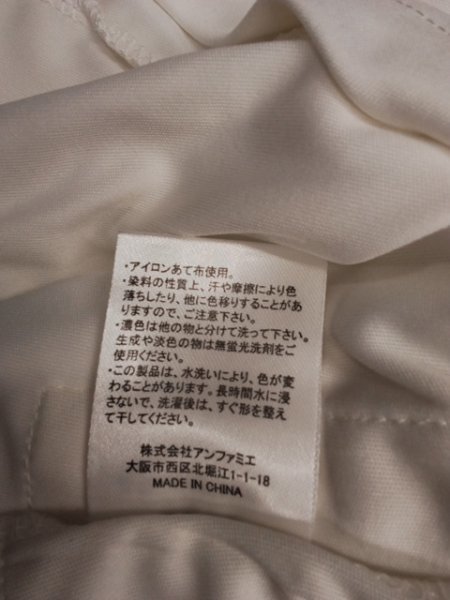 ・アイロンあて布使用。
・染料の性質上、汗や摩擦により色
落ちしたり、他に色移りすることがあ
りますので、ご注意下さい。
・濃色は他の物と分けて洗って下さい。
生成や淡色の物は無蛍光洗剤をご
使用ください。
・この製品は、水洗いにより、色が変
わることがあります。長時間水に浸
さないで、洗濯後は、すぐ形を整え
て干してください。
株式会社アンファミエ
大阪市西区北堀江1-1-18
MADE IN CHINA